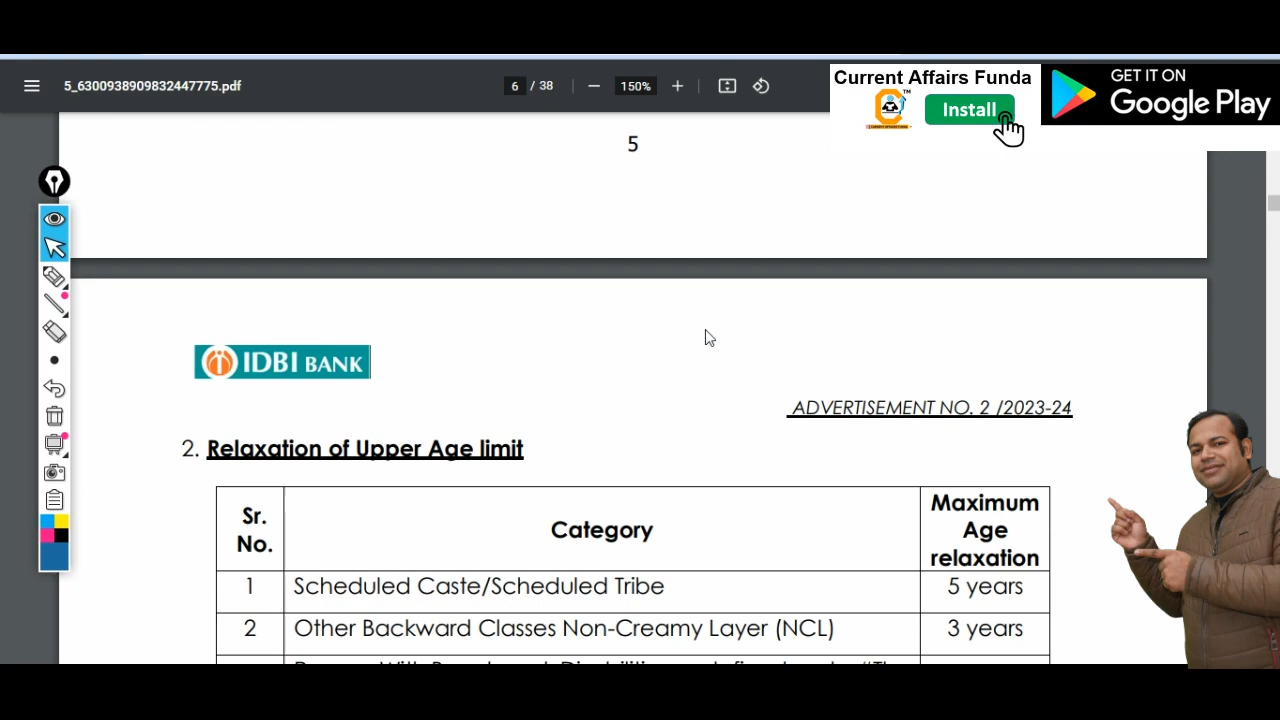 5_6300938909832447775.pdf
6 / 38
150%
Current Affairs Funda
Install
GET IT ON
Google Play
5
IDBI BANK
ADVERTISEMENT NO. 2 /2023-24
2. Relaxation of Upper Age limit
Sr. No.
Category
Maximum Age relaxation
1 Scheduled Caste/Scheduled Tribe 5 years
2 Other Backward Classes Non-Creamy Layer (NCL) 3 years